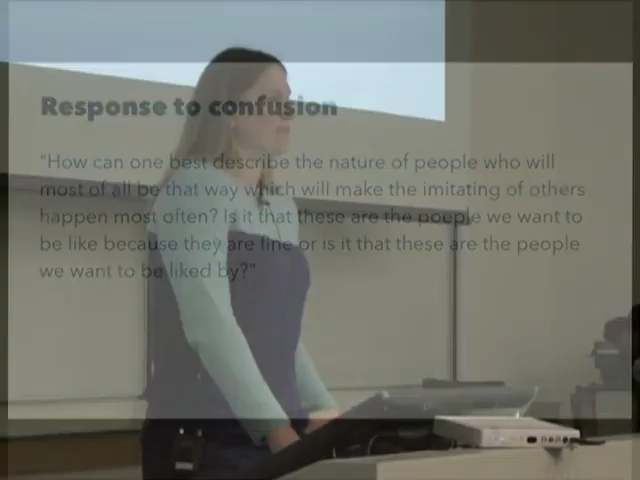 Response to confusion
"How can one best describe the nature of people who will
most of all be that way which will make the imitating of others
happen most often? Is it that these are the people we want to
be like because they are fine or is it that these are the people
we want to be liked by?"